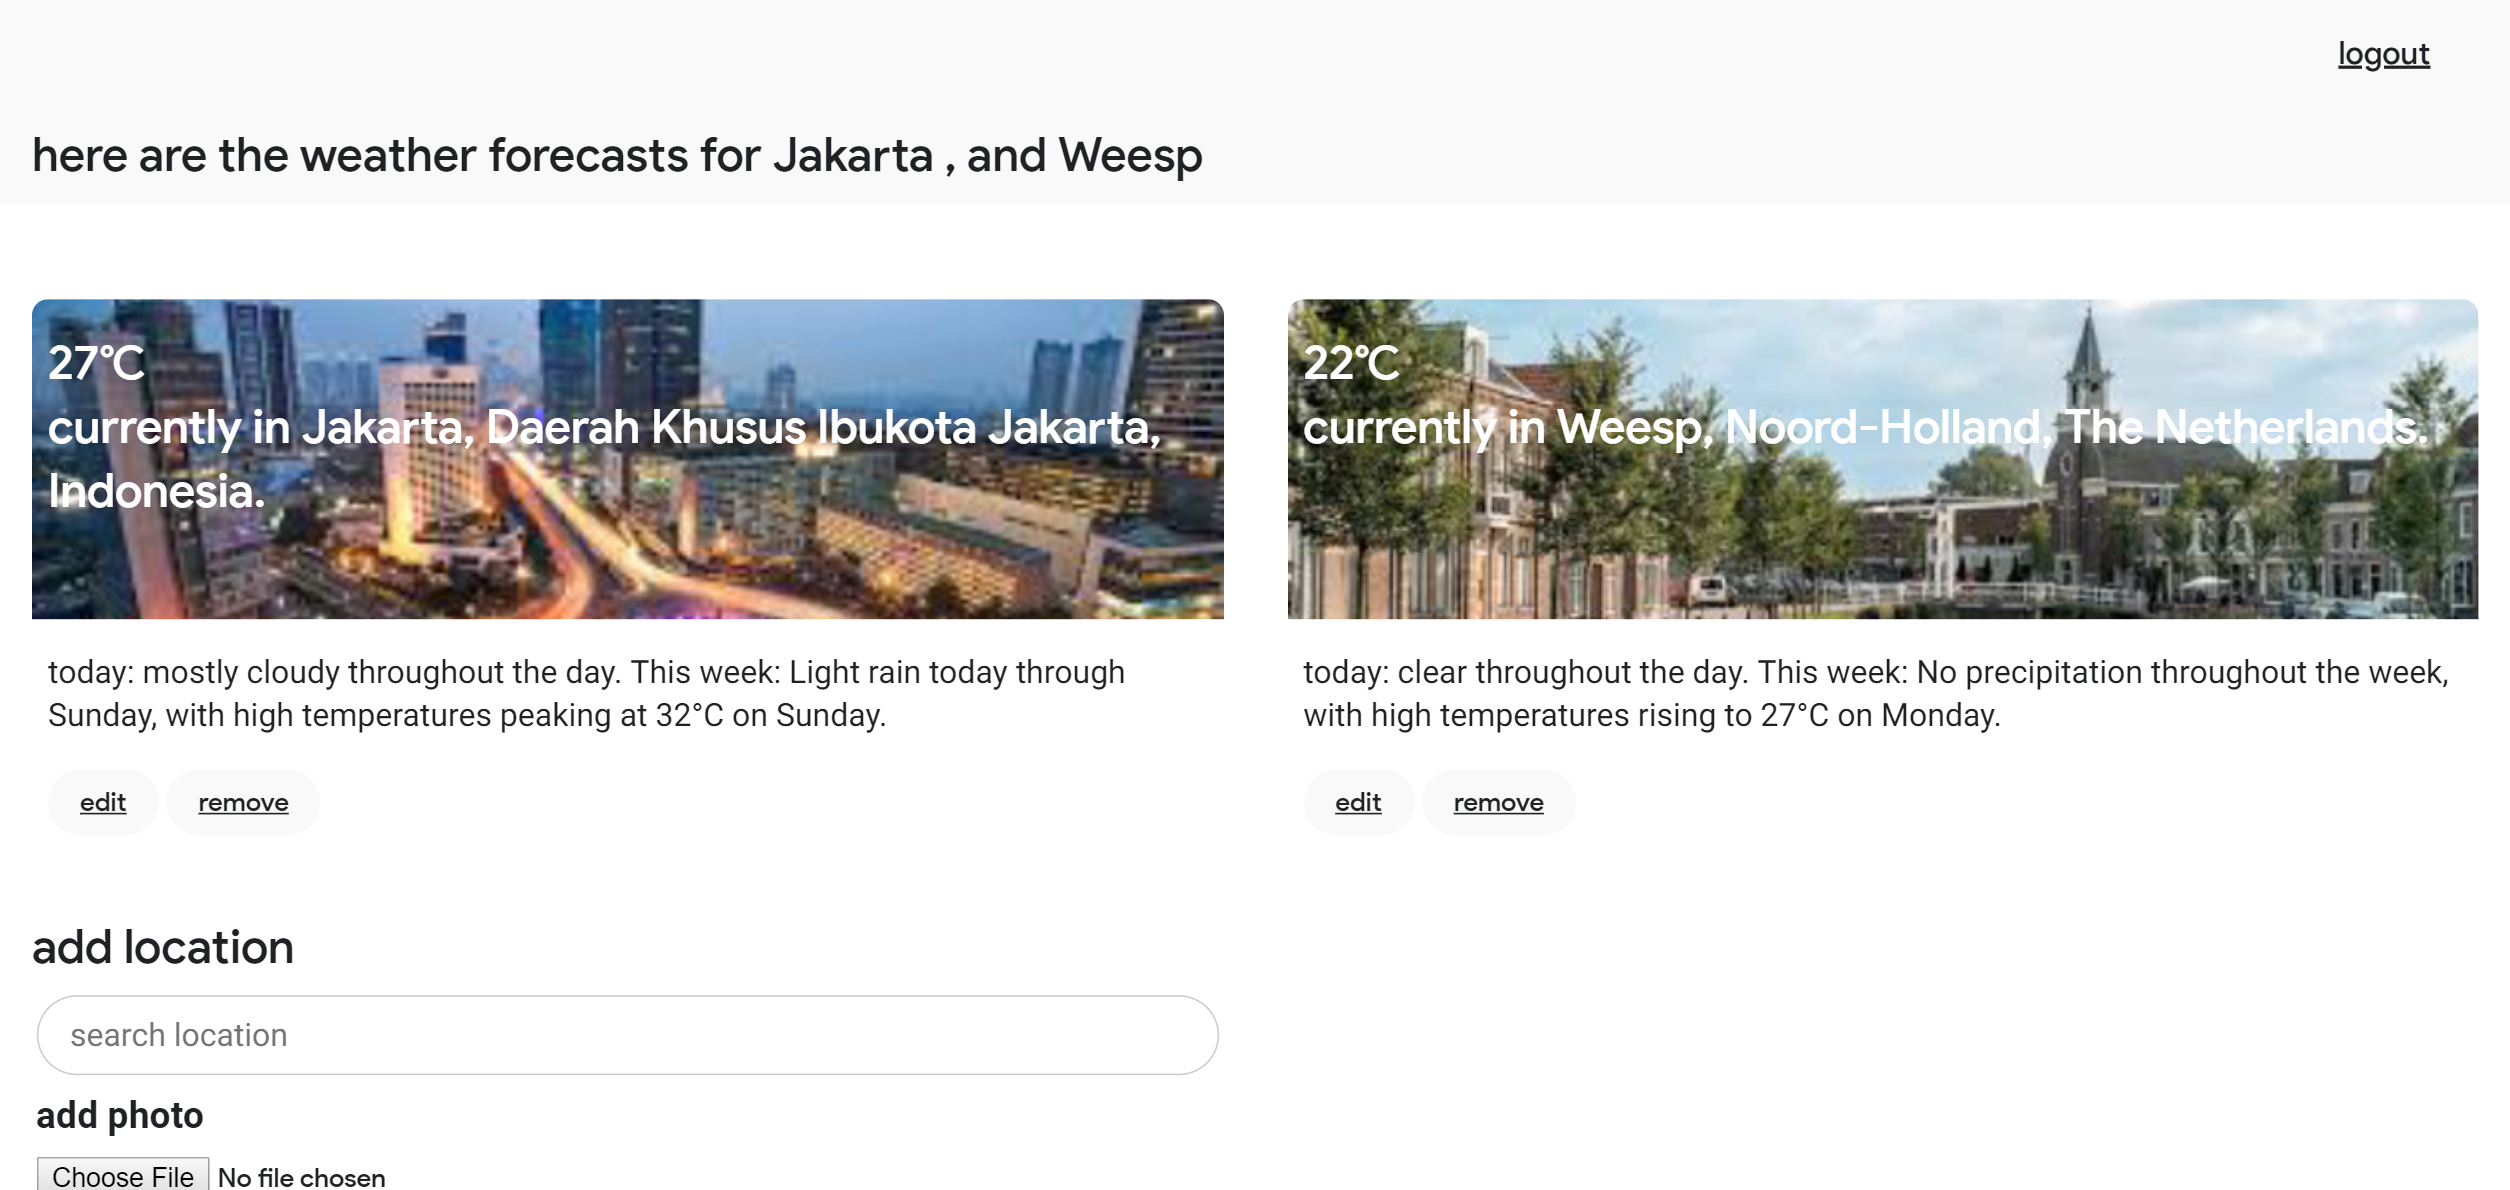 logout
here are the weather forecasts for Jakarta , and Weesp
27°C
currently in Jakarta, Daerah Khusus Ibukota Jakarta,
Indonesia.
today: mostly cloudy throughout the day. This week: Light rain today through
Sunday, with high temperatures peaking at 32°C on Sunday.
edit remove
22°C
currently in Weesp, Noord-Holland, The Netherlands.
today: clear throughout the day. This week: No precipitation throughout the week,
with high temperatures rising to 27°C on Monday.
edit remove
add location
search location
add photo
Choose File No file chosen